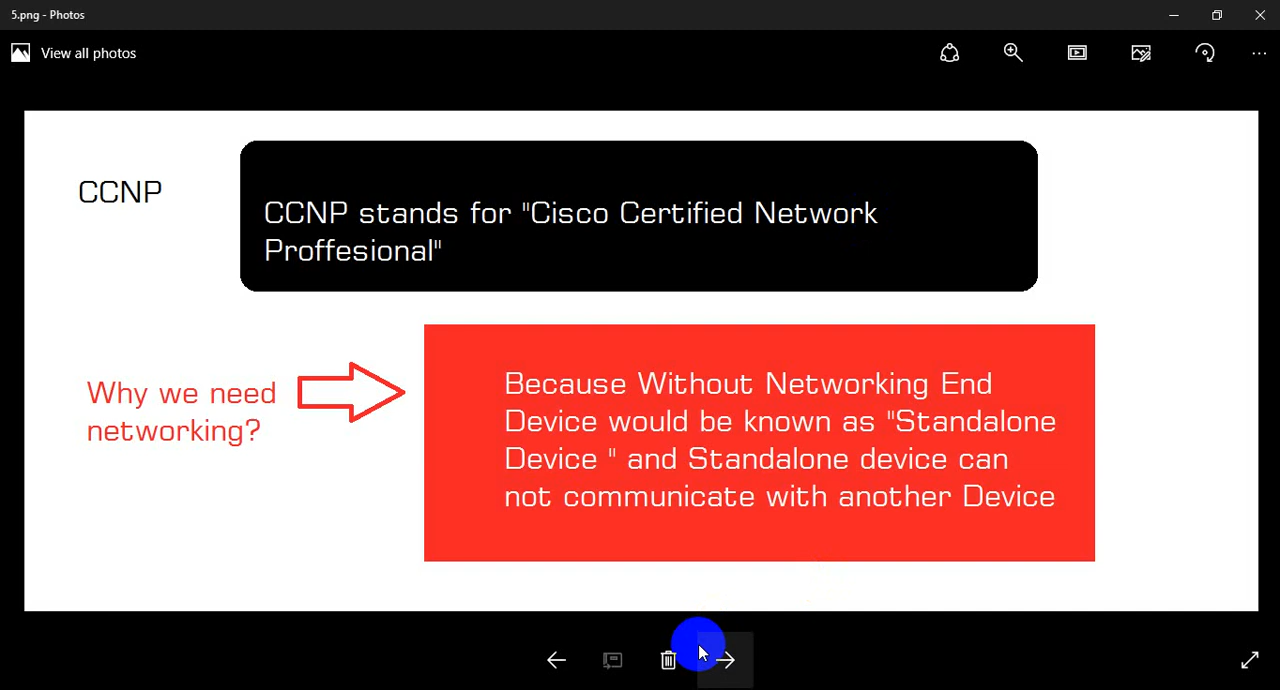 5.png - Photos
View all photos
CCNP
CCNP stands for "Cisco Certified Network
Proffesional"
Why we need
networking?
Because Without Networking End
Device would be known as "Standalone
Device " and Standalone device can
not communicate with another Device